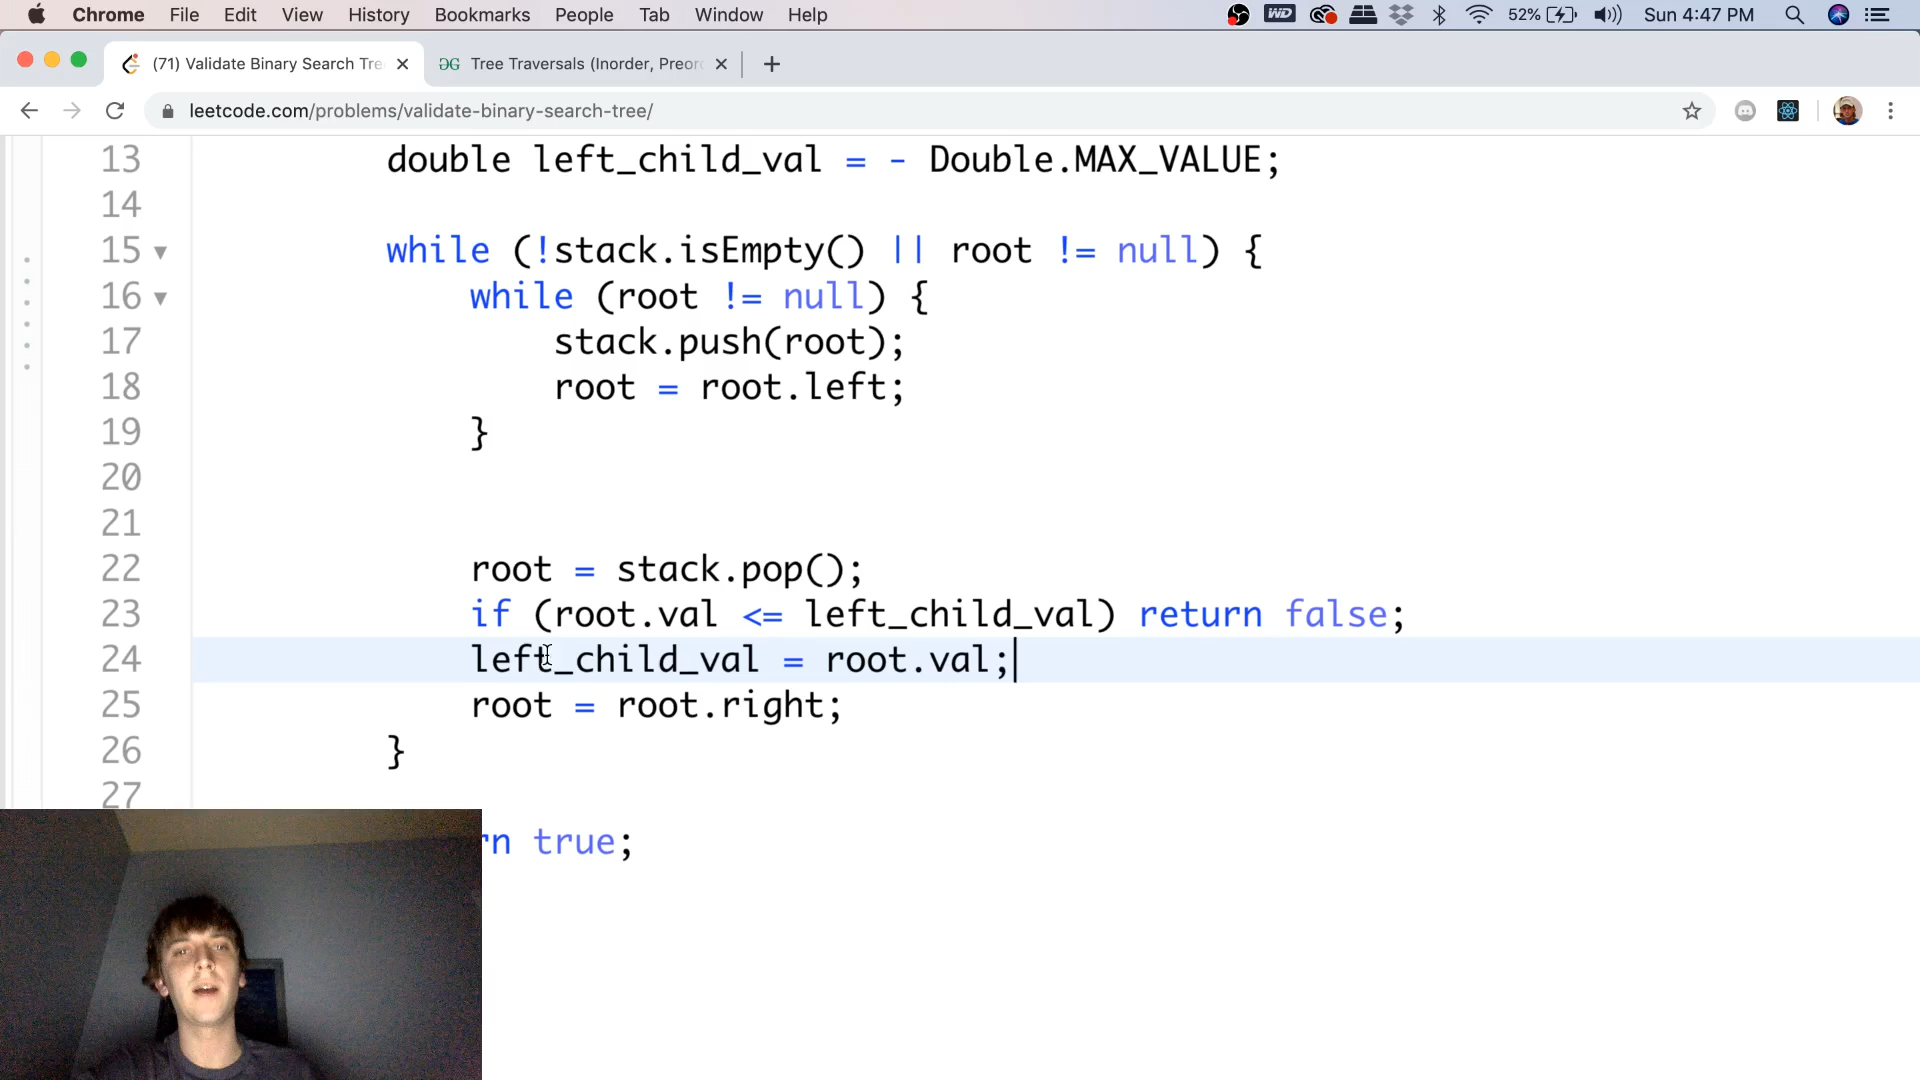 Chrome File Edit View History Bookmarks People Tab Window Help WD 52% Sun 4:47 PM
(71) Validate Binary Search Tre Tree Traversals (Inorder, Preor
leetcode.com/problems/validate-binary-search-tree/
13 double left_child_val = - Double.MAX_VALUE;
14
15 while (!stack.isEmpty() || root != null) {
16 while (root != null) {
17 stack.push(root);
18 root = root.left;
19 }
20
21
22 root = stack.pop();
23 if (root.val <= left_child_val) return false;
24 left_child_val = root.val;
25 root = root.right;
26 }
27
rn true;